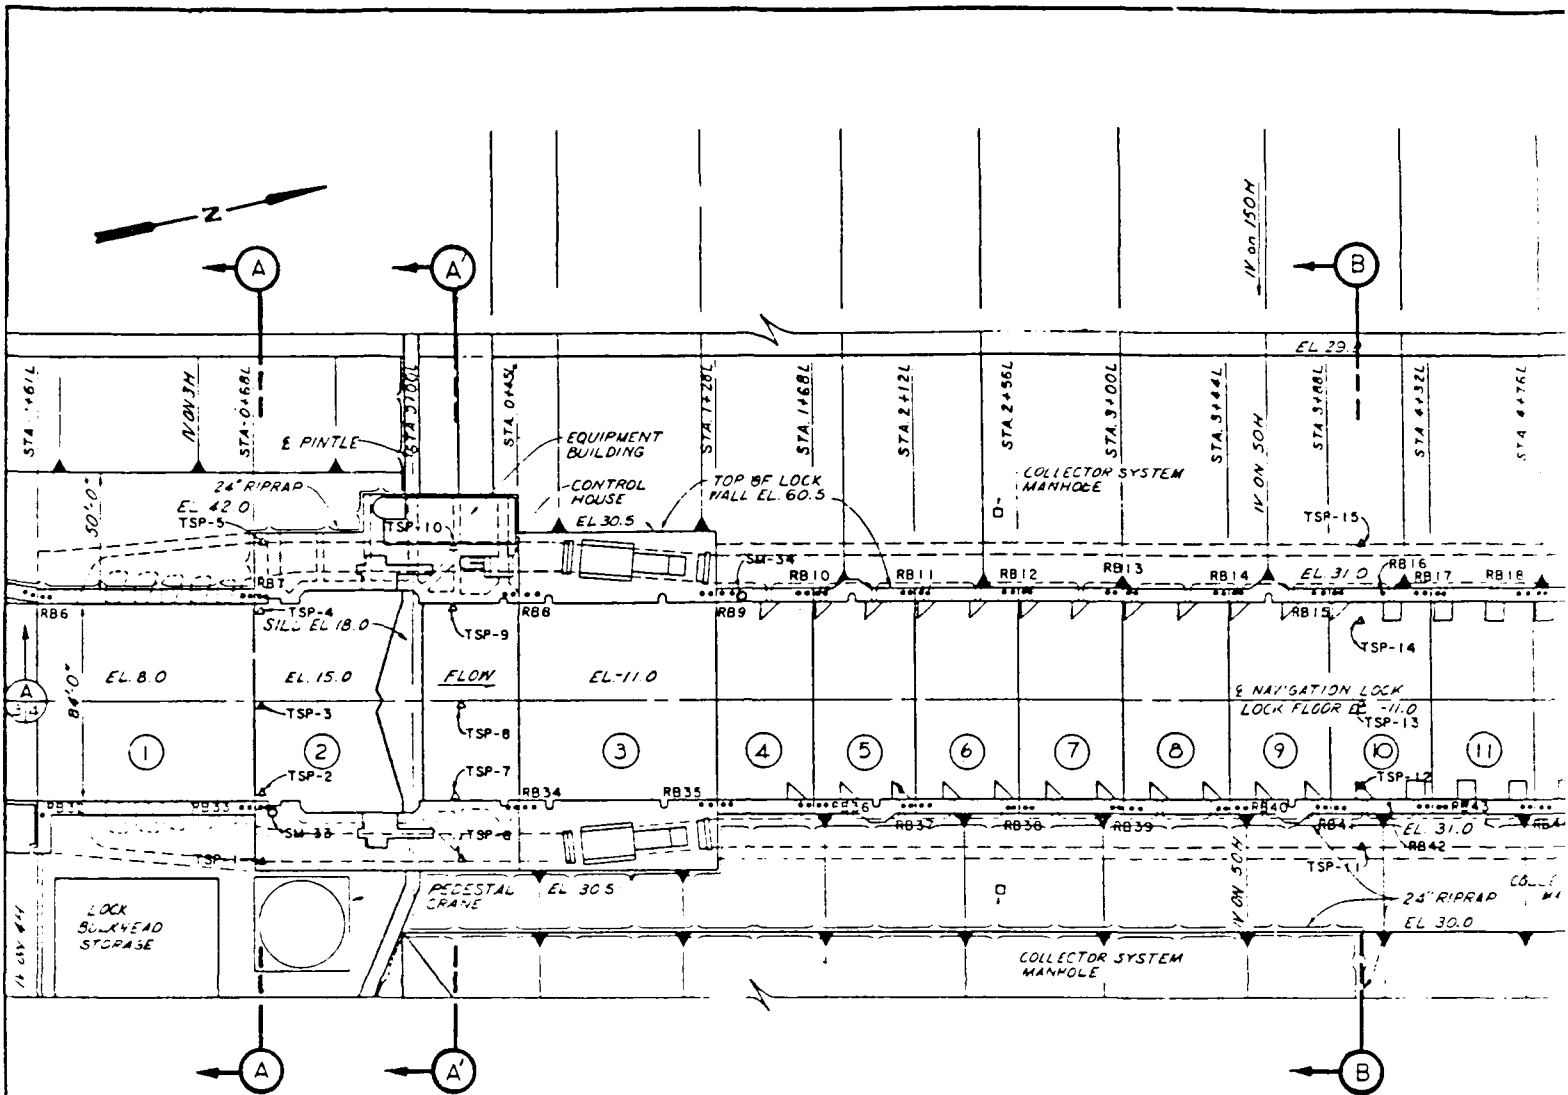 N
A
A'
B
IV on 150H
EL 29.
IV ON 3H
STA-0+68L
STA 0+45L
STA. 1+28L
STA. 1+68L
STA. 2+12L
STA. 2+56L
STA. 3+00L
STA. 3+44L
IV ON 50H
STA. 3+88L
STA 4+32L
STA 4+76L
℄ PINTLE
EQUIPMENT
BUILDING
24" RIPRAP
EL 42.0
50'-0"
CONTROL
HOUSE
EL 30.5
TOP OF LOCK
WALL EL. 60.5
COLLECTOR SYSTEM
MANHOLE
TSP-5
TSP-10
TSP-15
SM-34
RB7
RB10
RB11
RB12
RB13
RB14
EL 31.0
RB16
RB17
RB18
RB6
TSP-4
SILL EL 18.0
TSP-9
RB8
RB9
RB15
TSP-14
EL. 8.0
EL. 15.0
FLOW
EL.-11.0
84'-0"
A
℄ NAVIGATION LOCK
LOCK FLOOR EL -11.0
TSP-3
TSP-8
TSP-13
1
2
3
4
5
6
7
8
9
10
11
TSP-2
TSP-7
TSP-12
RB33
RB34
RB35
RB40
RB43
SM-33
TSP-6
RB38
RB39
EL 31.0
RB42
TSP-1
TSP-11
PEDESTAL
CRANE
EL 30.5
IV ON 50H
24" RIPRAP
EL 30.0
LOCK
BULKHEAD
STORAGE
COLLECTOR SYSTEM
MANHOLE
A
A'
B